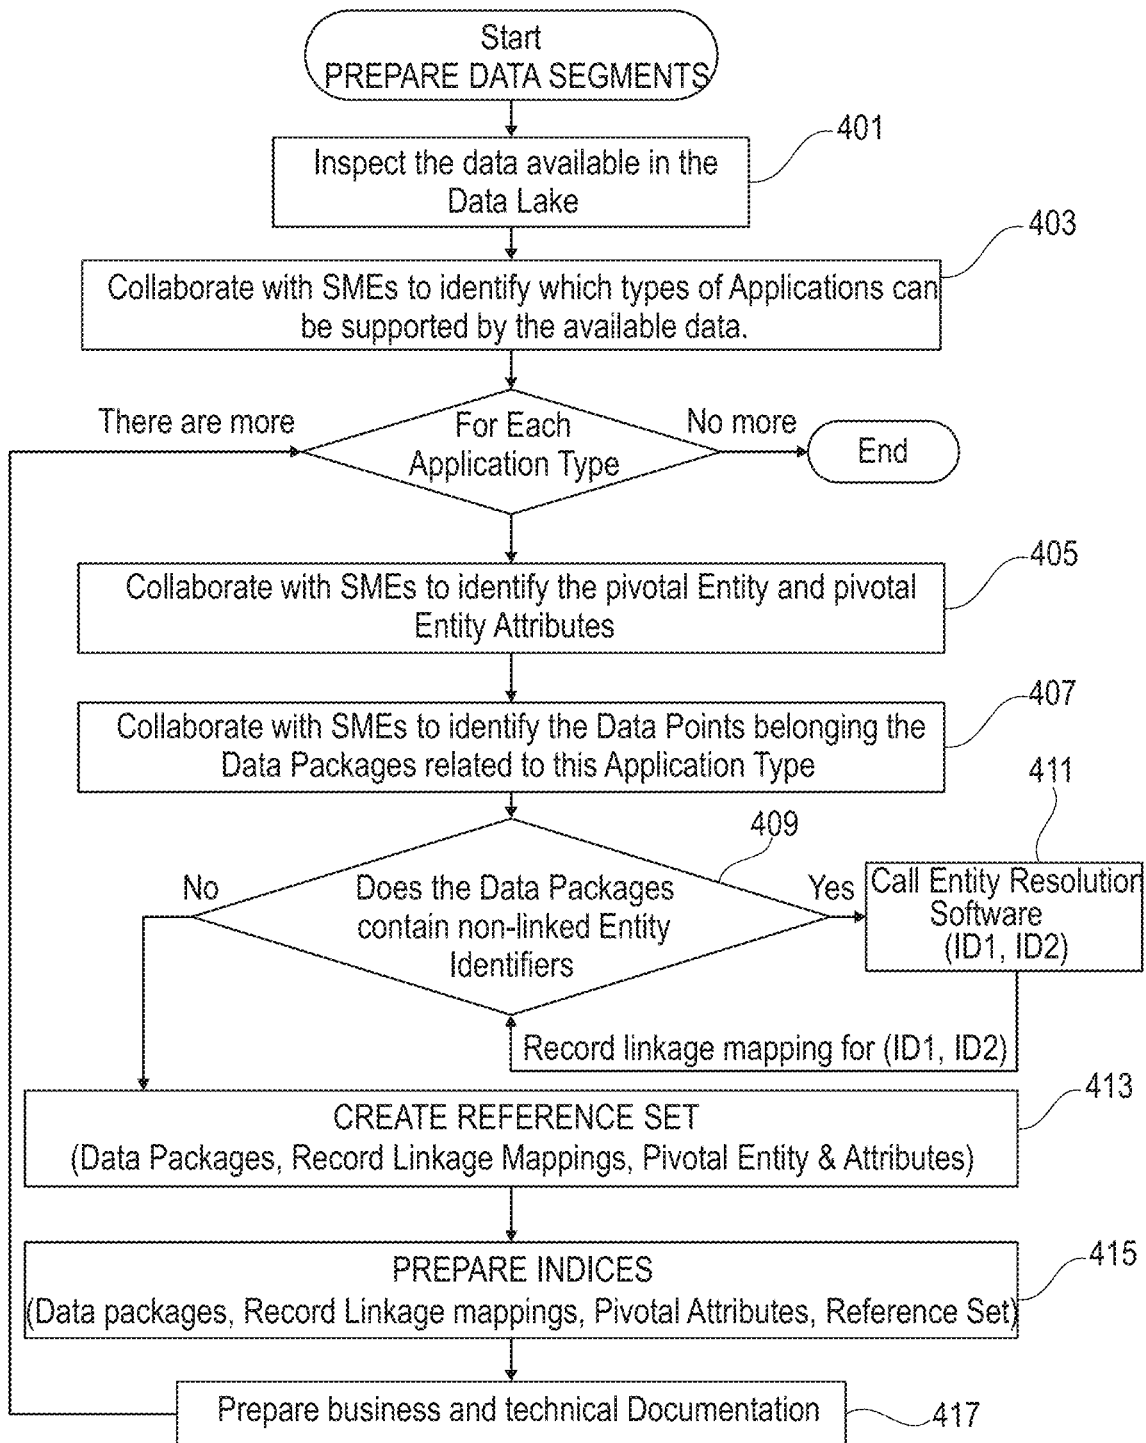 Start
PREPARE DATA SEGMENTS
401
Inspect the data available in the
Data Lake
403
Collaborate with SMEs to identify which types of Applications can
be supported by the available data.
There are more
For Each
Application Type
No more
End
405
Collaborate with SMEs to identify the pivotal Entity and pivotal
Entity Attributes
407
Collaborate with SMEs to identify the Data Points belonging the
Data Packages related to this Application Type
411
409
No
Does the Data Packages
contain non-linked Entity
Identifiers
Yes
Call Entity Resolution
Software
(ID1, ID2)
Record linkage mapping for (ID1, ID2)
413
CREATE REFERENCE SET
(Data Packages, Record Linkage Mappings, Pivotal Entity & Attributes)
415
PREPARE INDICES
(Data packages, Record Linkage mappings, Pivotal Attributes, Reference Set)
Prepare business and technical Documentation
417